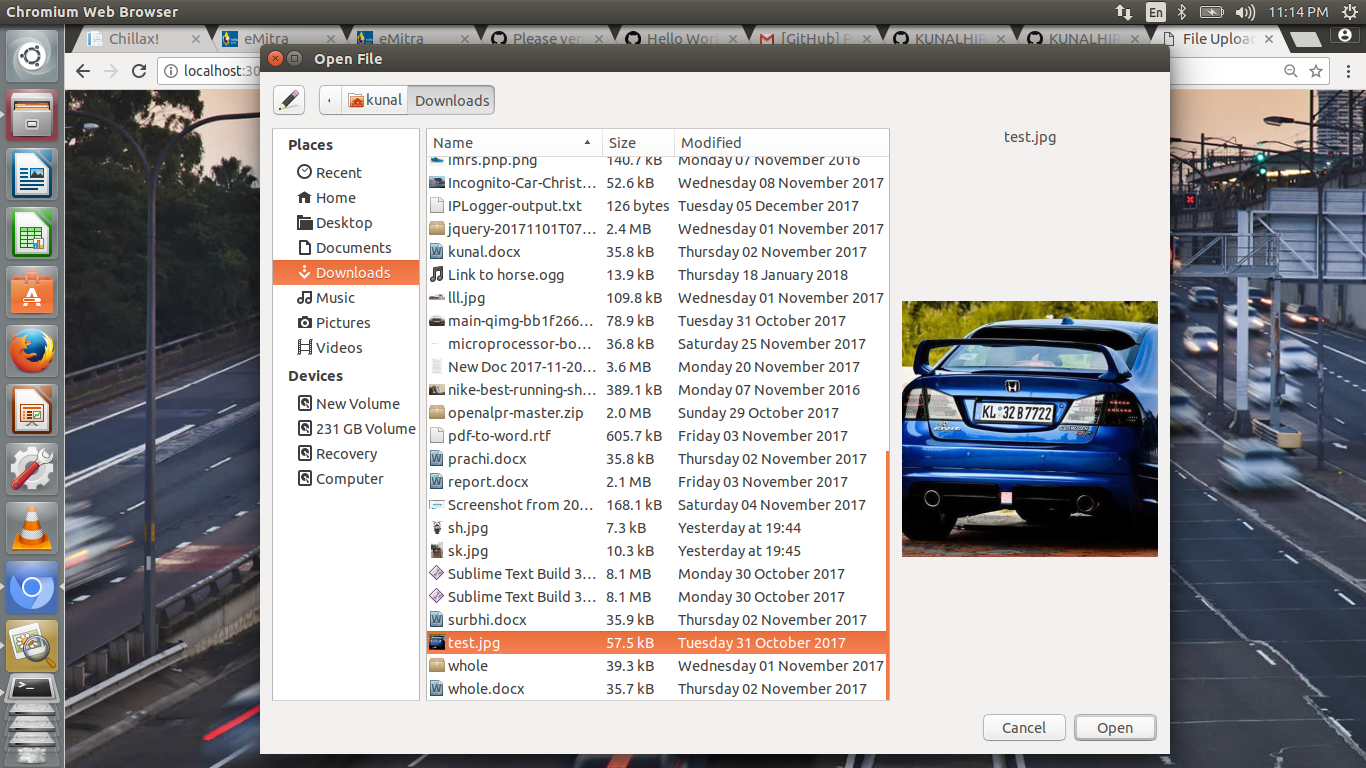 Chromium Web Browser
En
11:14 PM
Chillax!
eMitra
eMitra
Please veri
Hello Worl
[GitHub] P
KUNALHIR
KUNALHIR
File Uploa
localhost:30
Open File
kunal
Downloads
Places
Recent
Home
Desktop
Documents
Downloads
Music
Pictures
Videos
Devices
New Volume
231 GB Volume
Recovery
Computer
Name Size Modified
imrs.php.png 140.7 kB Monday 07 November 2016
Incognito-Car-Christ... 52.6 kB Wednesday 08 November 2017
IPLogger-output.txt 126 bytes Tuesday 05 December 2017
jquery-20171101T07... 2.4 MB Wednesday 01 November 2017
kunal.docx 35.8 kB Thursday 02 November 2017
Link to horse.ogg 13.9 kB Thursday 18 January 2018
lll.jpg 109.8 kB Wednesday 01 November 2017
main-qimg-bb1f266... 78.9 kB Tuesday 31 October 2017
microprocessor-bo... 36.8 kB Saturday 25 November 2017
New Doc 2017-11-20... 3.6 MB Monday 20 November 2017
nike-best-running-sh... 389.1 kB Monday 07 November 2016
openalpr-master.zip 2.0 MB Sunday 29 October 2017
pdf-to-word.rtf 605.7 kB Friday 03 November 2017
prachi.docx 35.8 kB Thursday 02 November 2017
report.docx 2.1 MB Friday 03 November 2017
Screenshot from 20... 168.1 kB Saturday 04 November 2017
sh.jpg 7.3 kB Yesterday at 19:44
sk.jpg 10.3 kB Yesterday at 19:45
Sublime Text Build 3... 8.1 MB Monday 30 October 2017
Sublime Text Build 3... 8.1 MB Monday 30 October 2017
surbhi.docx 35.9 kB Thursday 02 November 2017
test.jpg 57.5 kB Tuesday 31 October 2017
whole 39.3 kB Wednesday 01 November 2017
whole.docx 35.7 kB Thursday 02 November 2017
test.jpg
KL 32 B 7722
CIVIC
Cancel
Open